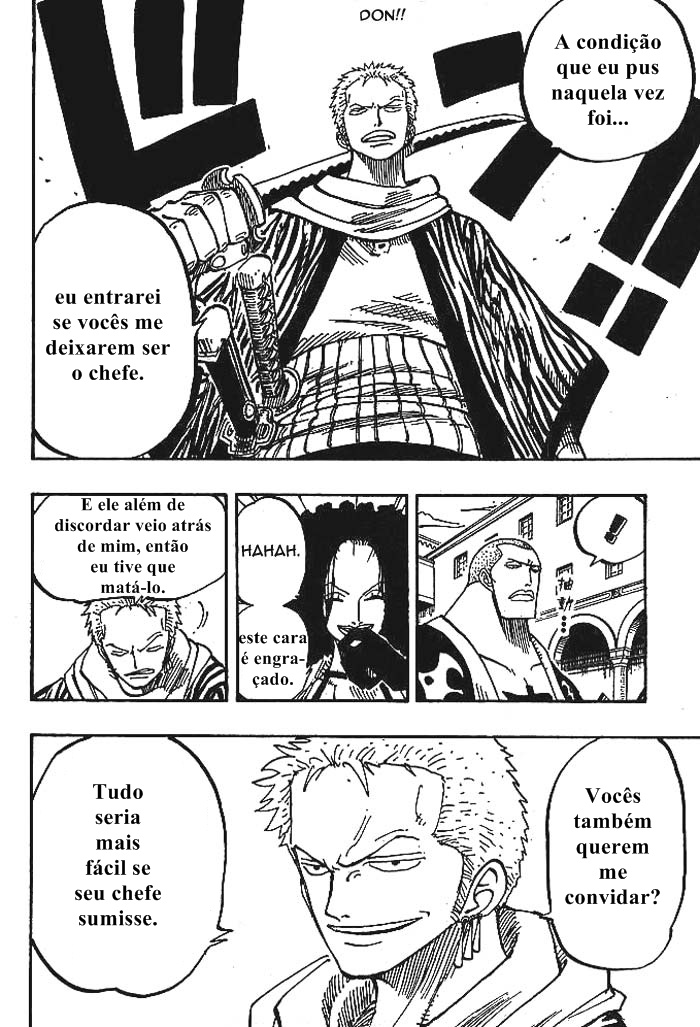 DON!!
A condição
que eu pus
naquela vez
foi...
eu entrarei
se vocês me
deixarem ser
o chefe.
!
HAHAH.
este cara
é engra-
çado.
E ele além de
discordar veio atrás
de mim, então
eu tive que
matá-lo.
Vocês
também
querem
me
convidar?
Tudo
seria
mais
fácil se
seu chefe
sumisse.